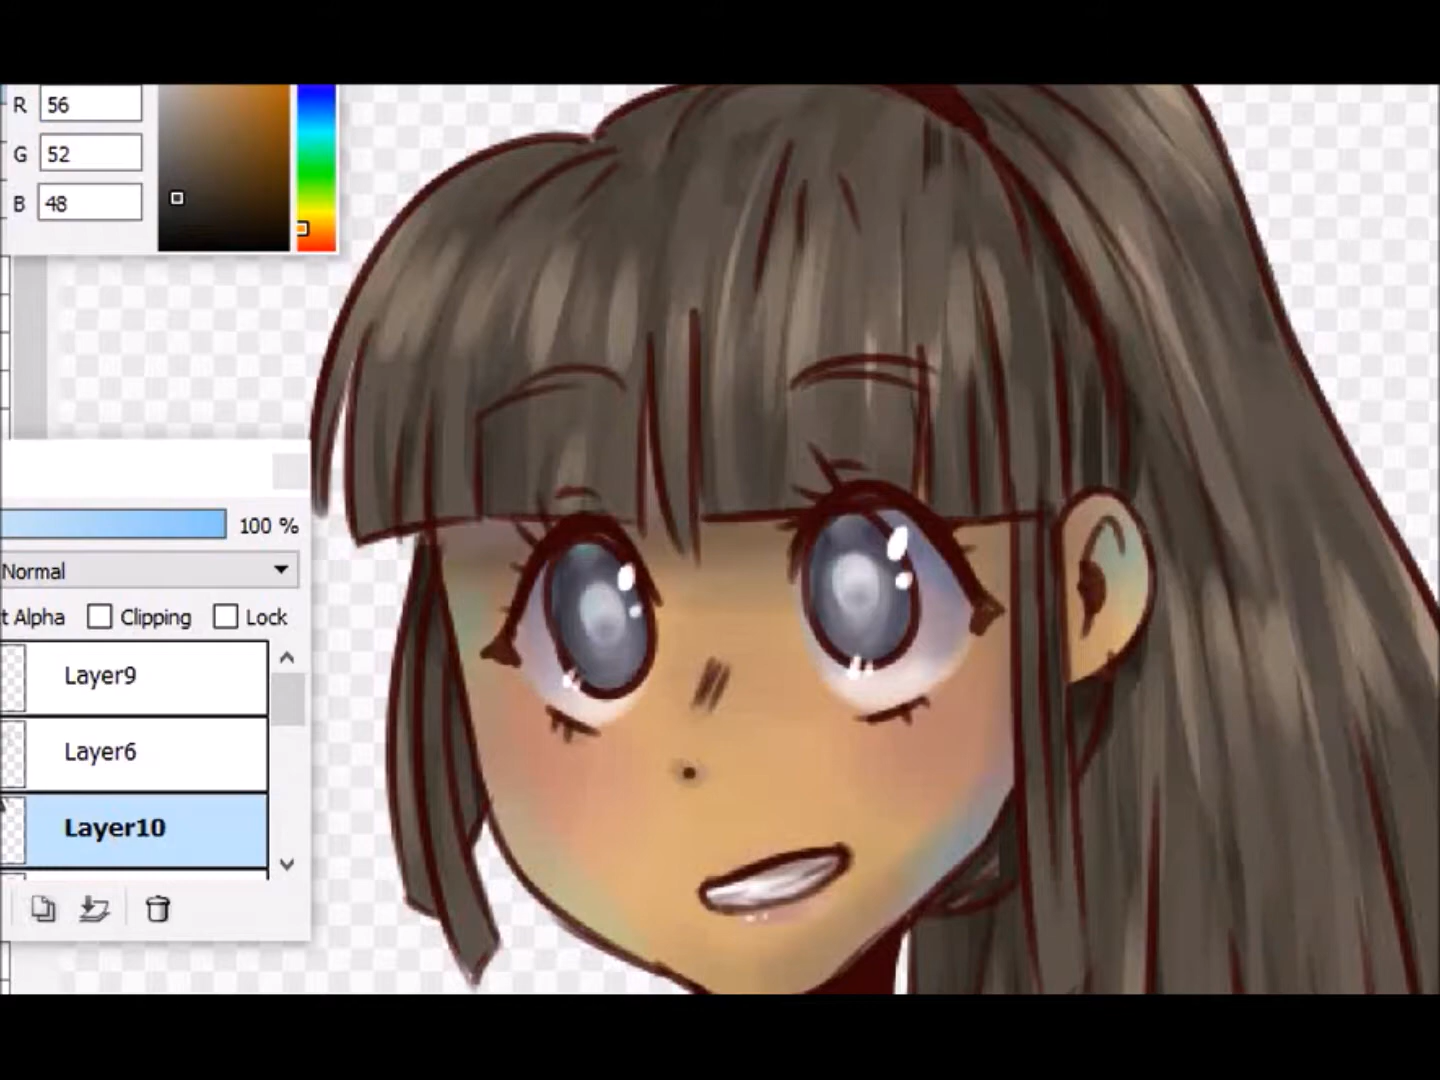 R 56
G 52
B 48
100 %
Normal
t Alpha Clipping Lock
Layer9
Layer6
Layer10